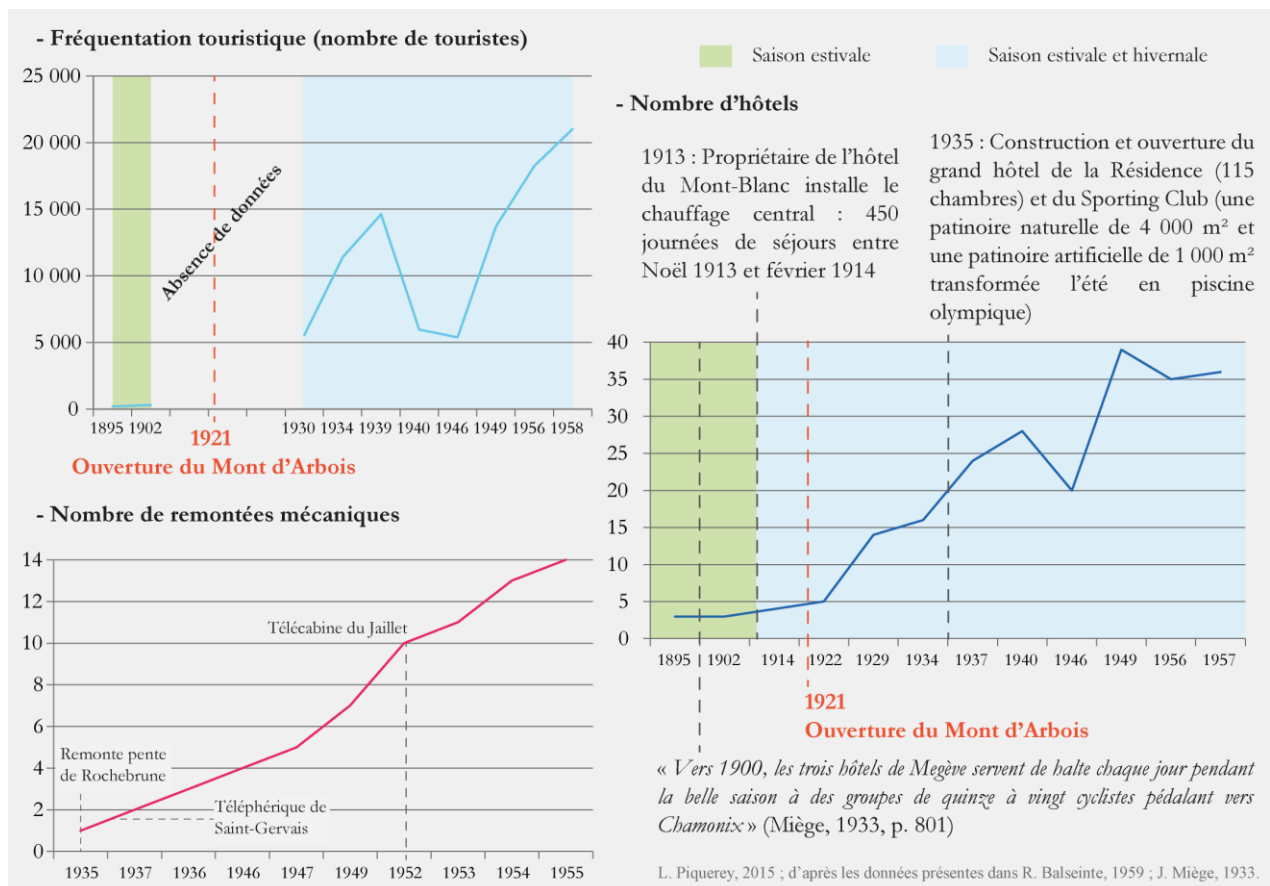 - Fréquentation touristique (nombre de touristes)
25 000
20 000
15 000
10 000
5 000
0
Absence de données
1895 1902
1930 1934 1939 1940 1946 1949 1956 1958
1921
Ouverture du Mont d'Arbois
Saison estivale
Saison estivale et hivernale
- Nombre d'hôtels
1913 : Propriétaire de l'hôtel
du Mont-Blanc installe le
chauffage central : 450
journées de séjours entre
Noël 1913 et février 1914
1935 : Construction et ouverture du
grand hôtel de la Résidence (115
chambres) et du Sporting Club (une
patinoire naturelle de 4 000 m² et
une patinoire artificielle de 1 000 m²
transformée l'été en piscine
olympique)
40
35
30
25
20
15
10
5
0
1895 1902 1914 1922 1929 1934 1937 1940 1946 1949 1956 1957
1921
Ouverture du Mont d'Arbois
« Vers 1900, les trois hôtels de Megève servent de halte chaque jour pendant
la belle saison à des groupes de quinze à vingt cyclistes pédalant vers
Chamonix » (Miège, 1933, p. 801)
- Nombre de remontées mécaniques
14
12
10
8
6
4
2
0
Télécabine du Jaillet
Remonte pente
de Rochebrune
Téléphérique de
Saint-Gervais
1935 1937 1936 1946 1947 1949 1952 1953 1954 1955
L. Piquerey, 2015 ; d'après les données présentes dans R. Balseinte, 1959 ; J. Miège, 1933.